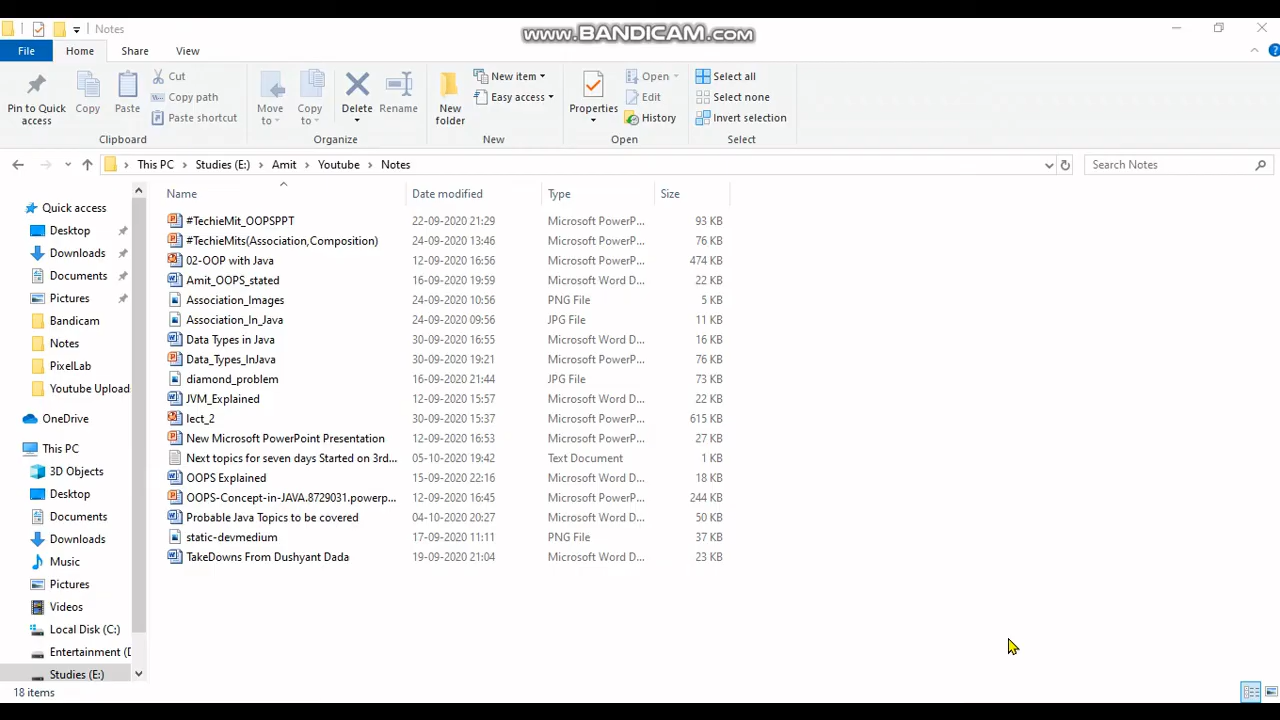 Notes
www.BANDICAM.com
File Home Share View
Pin to Quick access
Copy
Paste
Cut
Copy path
Paste shortcut
Clipboard
Move to
Copy to
Delete
Rename
Organize
New folder
New item
Easy access
New
Properties
Open
Edit
History
Open
Select all
Select none
Invert selection
Select
This PC Studies (E:) Amit Youtube Notes
Search Notes
Quick access
Desktop
Downloads
Documents
Pictures
Bandicam
Notes
PixelLab
Youtube Upload
OneDrive
This PC
3D Objects
Desktop
Documents
Downloads
Music
Pictures
Videos
Local Disk (C:)
Entertainment (
Studies (E:)
Name Date modified Type Size
#TechieMit_OOPSPPT 22-09-2020 21:29 Microsoft PowerP... 93 KB
#TechieMits(Association,Composition) 24-09-2020 13:46 Microsoft PowerP... 76 KB
02-OOP with Java 12-09-2020 16:56 Microsoft PowerP... 474 KB
Amit_OOPS_stated 16-09-2020 19:59 Microsoft Word D... 22 KB
Association_Images 24-09-2020 10:56 PNG File 5 KB
Association_In_Java 24-09-2020 09:56 JPG File 11 KB
Data Types in Java 30-09-2020 16:55 Microsoft Word D... 16 KB
Data_Types_InJava 30-09-2020 19:21 Microsoft PowerP... 76 KB
diamond_problem 16-09-2020 21:44 JPG File 73 KB
JVM_Explained 12-09-2020 15:57 Microsoft Word D... 22 KB
lect_2 30-09-2020 15:37 Microsoft PowerP... 615 KB
New Microsoft PowerPoint Presentation 12-09-2020 16:53 Microsoft PowerP... 27 KB
Next topics for seven days Started on 3rd... 05-10-2020 19:42 Text Document 1 KB
OOPS Explained 15-09-2020 22:16 Microsoft Word D... 18 KB
OOPS-Concept-in-JAVA.8729031.powerp... 12-09-2020 16:45 Microsoft PowerP... 244 KB
Probable Java Topics to be covered 04-10-2020 20:27 Microsoft Word D... 50 KB
static-devmedium 17-09-2020 11:11 PNG File 37 KB
TakeDowns From Dushyant Dada 19-09-2020 21:04 Microsoft Word D... 23 KB
18 items